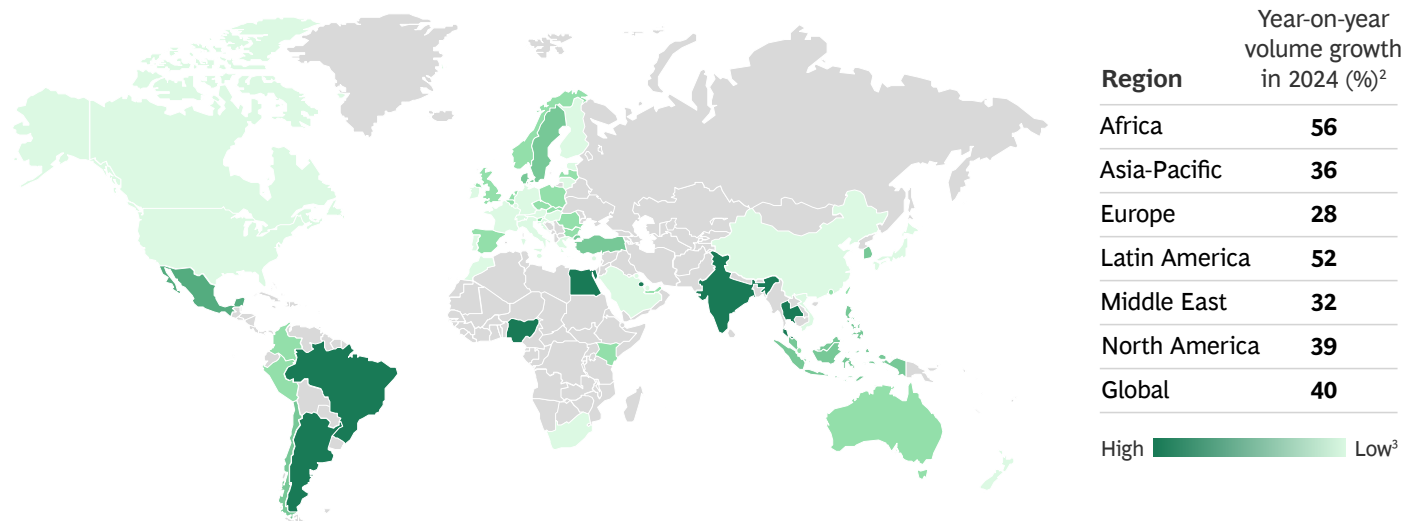 Year-on-year
volume growth
Region in 2024 (%)²
Africa 56
Asia-Pacific 36
Europe 28
Latin America 52
Middle East 32
North America 39
Global 40
High Low³